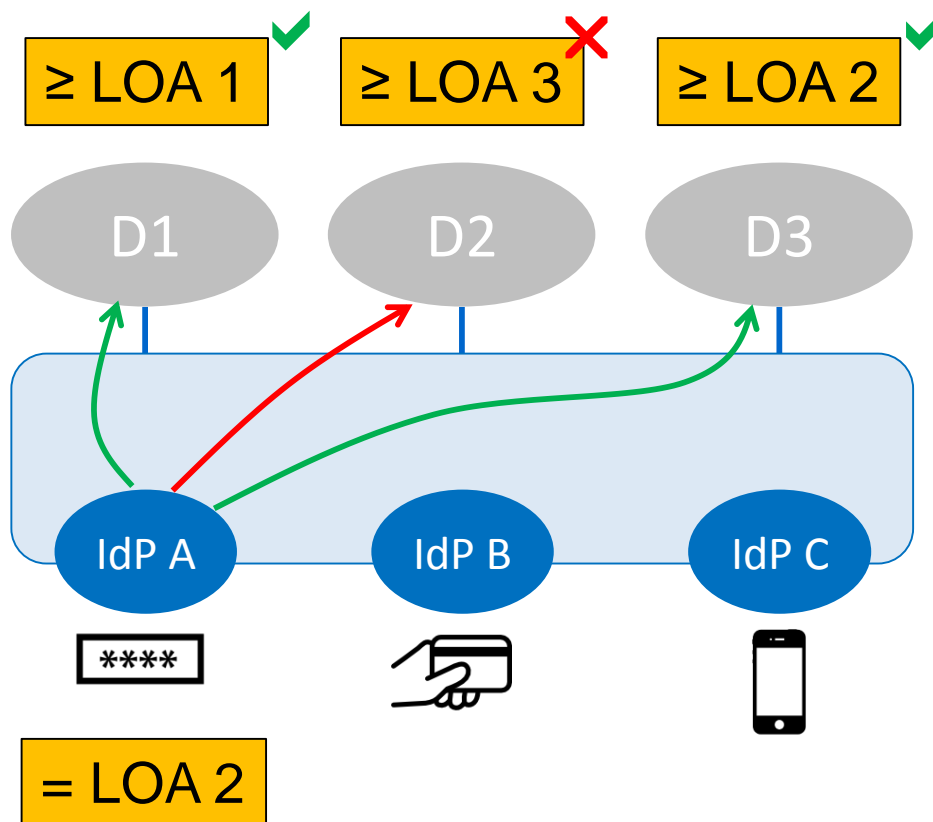 ≥ LOA 1
≥ LOA 3
≥ LOA 2
D1
D2
D3
IdP A
IdP B
IdP C
****
= LOA 2